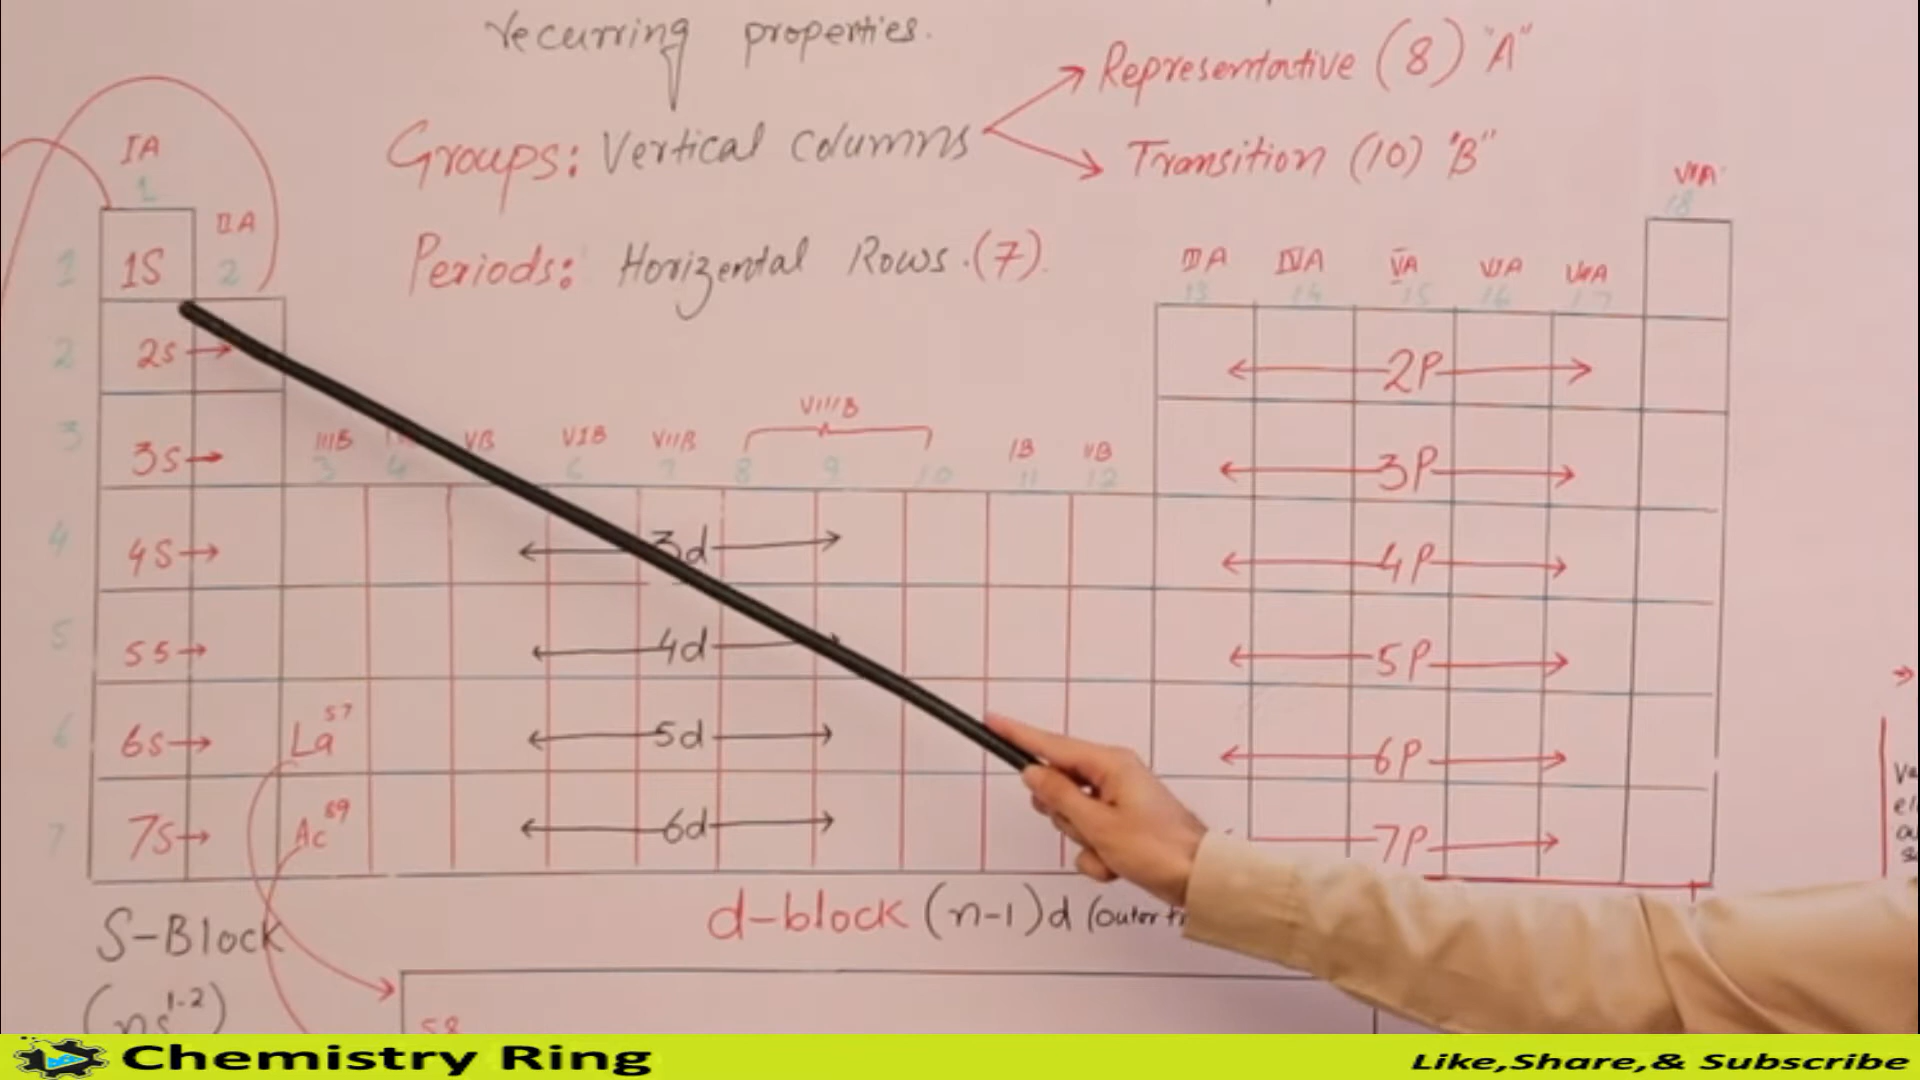 recurring properties.
Representative (8) "A"
Groups: Vertical Columns
Transition (10) "B"
Periods: Horizental Rows. (7)
IA
1
IIA
2
VIIIA
18
IIIA IVA VA VIA VIIA
13 14 15 16 17
1 1S
2 2s 2P
3 3s 3P
IIIB VB VIB VIIB VIIIB IB IIB
3 4 6 7 8 9 10 11 12
4 4S 3d 4P
5 5S 4d 5P
6 6s La 57 5d 6P
7 7s Ac 89 6d 7P
S-Block
(ns1-2)
d-block (n-1)d (outer
58
Chemistry Ring
Like,Share,& Subscribe